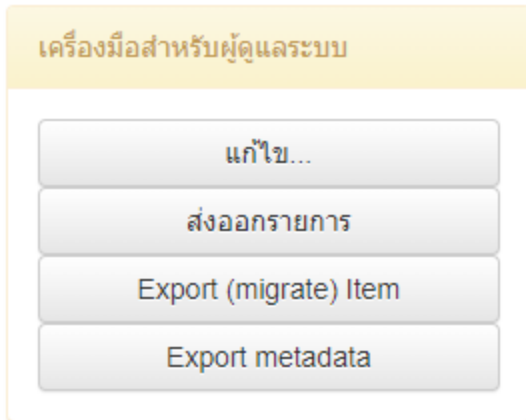 เครื่องมือสำหรับผู้ดูแลระบบ
แก้ไข...
ส่งออกรายการ
Export (migrate) Item
Export metadata